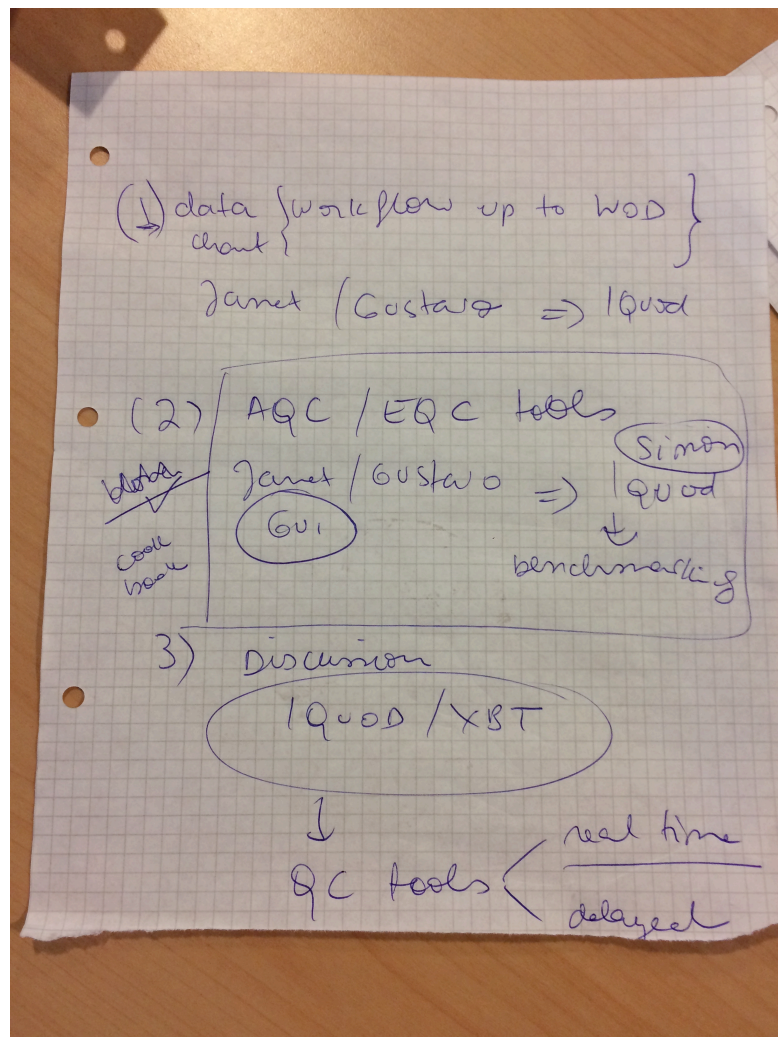 (1) data { workflow up to WOD }
chart
Janet / Gustavo => IQuod
(2) AQC / EQC tools
Simon
Janet / Gustavo => IQuod
Gui
cook
book
benchmarking
3) Discussion
IQUOD / XBT
↓
QC tools < real time
delayed